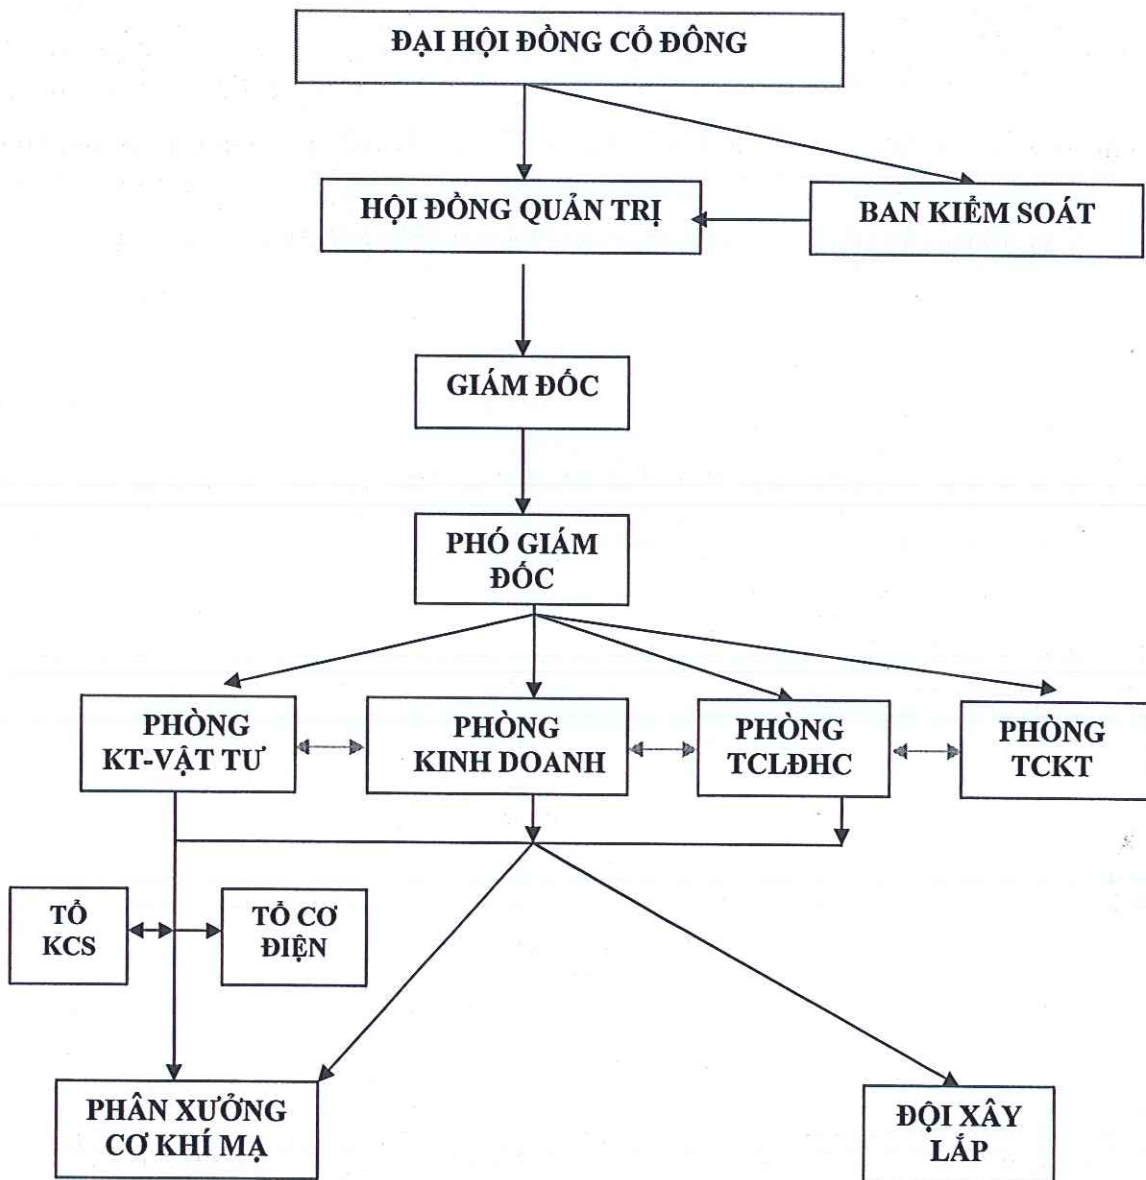 ĐẠI HỘI ĐỒNG CỔ ĐÔNG
HỘI ĐỒNG QUẢN TRỊ
BAN KIỂM SOÁT
GIÁM ĐỐC
PHÓ GIÁM
ĐỐC
PHÒNG
KT-VẬT TƯ
PHÒNG
KINH DOANH
PHÒNG
TCLĐHC
PHÒNG
TCKT
TỔ
KCS
TỔ CƠ
ĐIỆN
PHÂN XƯỞNG
CƠ KHÍ MẠ
ĐỘI XÂY
LẮP